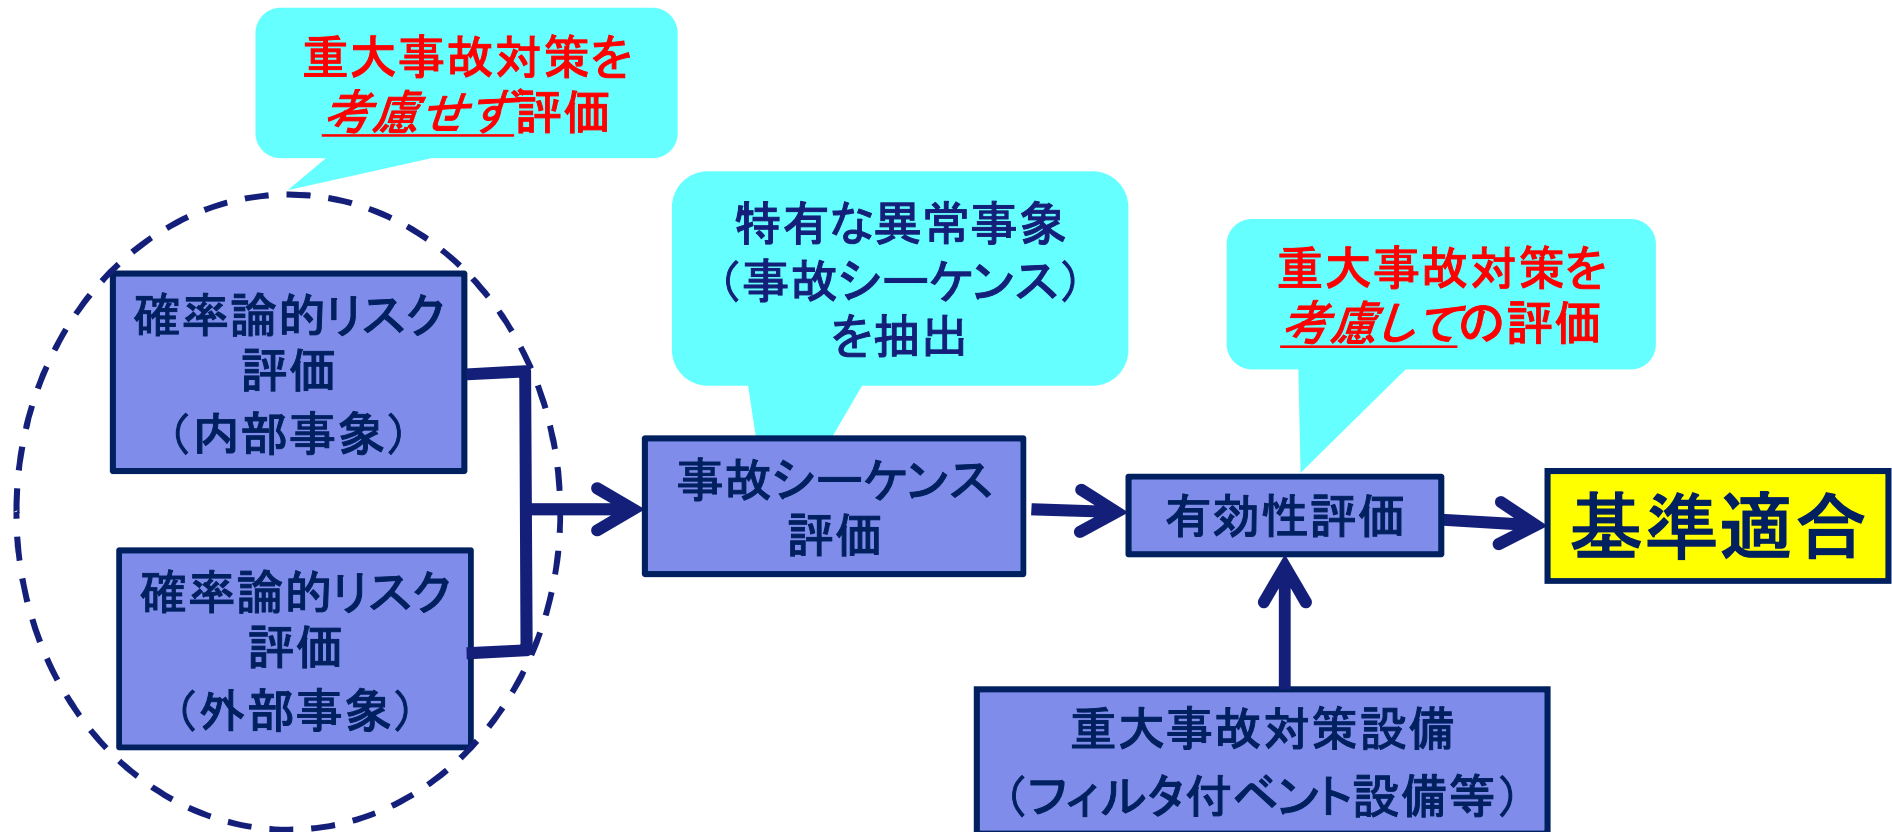 重大事故対策を
考慮せず評価
特有な異常事象
（事故シーケンス）
を抽出
重大事故対策を
考慮しての評価
確率論的リスク
評価
（内部事象）
事故シーケンス
評価
有効性評価
基準適合
確率論的リスク
評価
（外部事象）
重大事故対策設備
（フィルタ付ベント設備等）